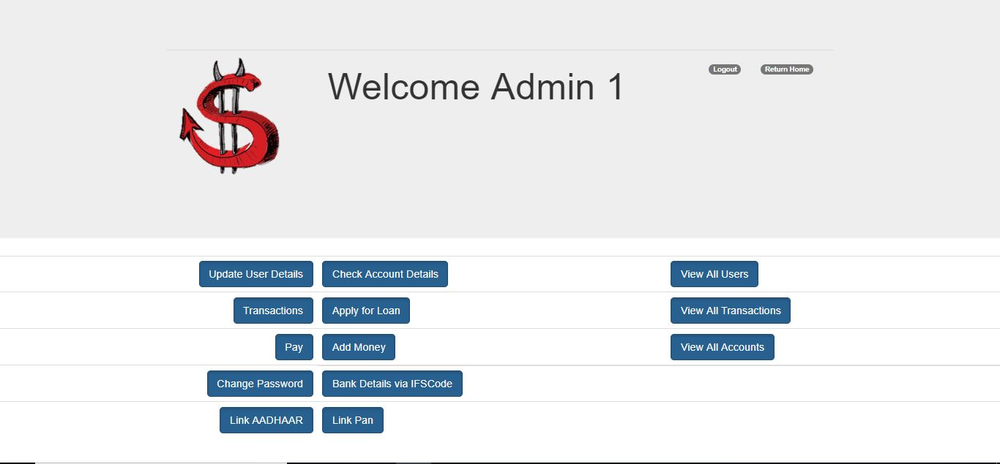 Welcome Admin 1
Logout
Return Home
Update User Details
Check Account Details
View All Users
Transactions
Apply for Loan
View All Transactions
Pay
Add Money
View All Accounts
Change Password
Bank Details via IFSCode
Link AADHAAR
Link Pan